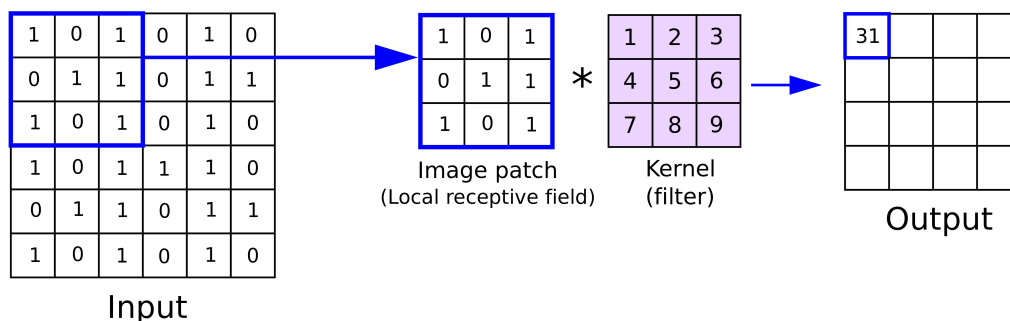 1 0 1 0 1 0
0 1 1 0 1 1
1 0 1 0 1 0
1 0 1 1 1 0
0 1 1 0 1 1
1 0 1 0 1 0
Input
1 0 1
0 1 1
1 0 1
Image patch
(Local receptive field)
*
1 2 3
4 5 6
7 8 9
Kernel
(filter)
31
Output